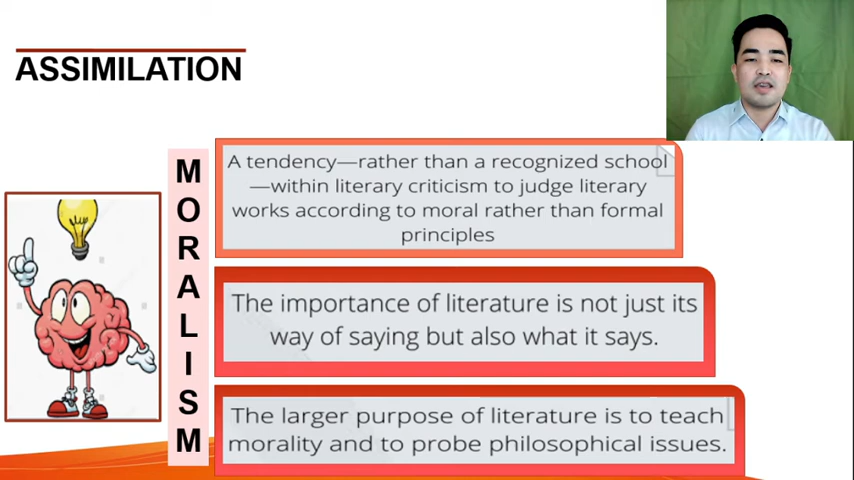 ASSIMILATION
MORALISM
A tendency—rather than a recognized school
—within literary criticism to judge literary
works according to moral rather than formal
principles
The importance of literature is not just its
way of saying but also what it says.
The larger purpose of literature is to teach
morality and to probe philosophical issues.